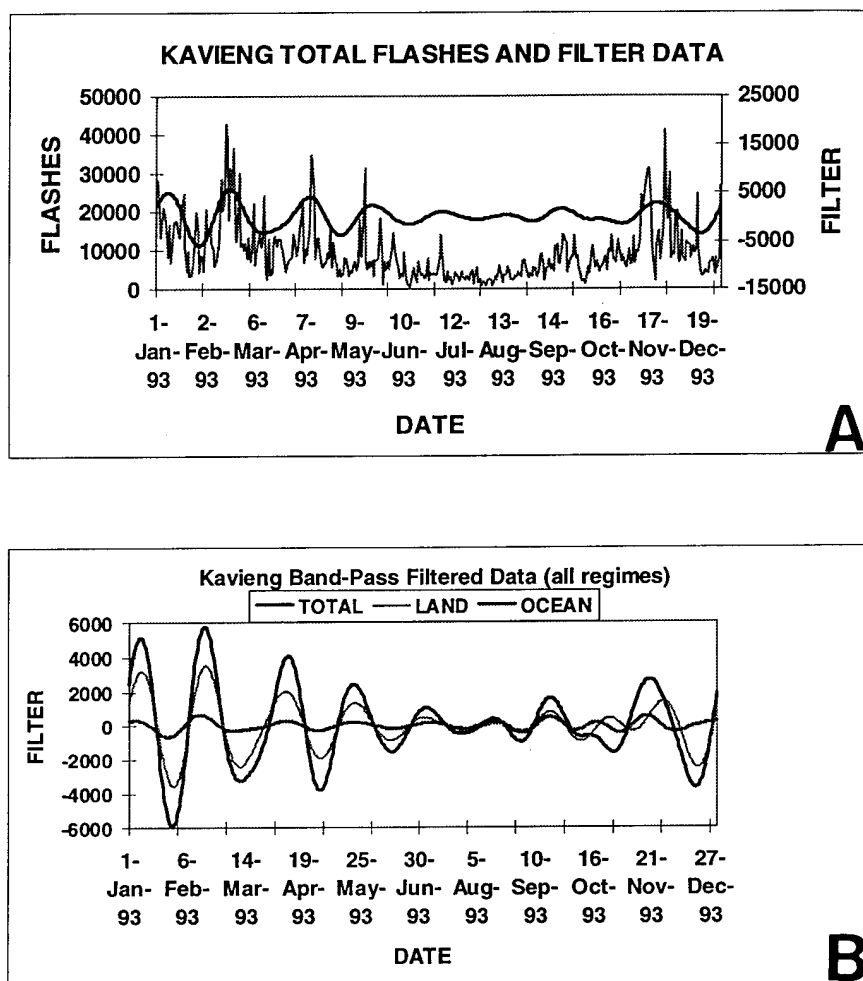 KAVIENG TOTAL FLASHES AND FILTER DATA
FLASHES
50000
40000
30000
20000
10000
0
25000
15000
5000
-5000
-15000
FILTER
1- 2- 6- 7- 9- 10- 12- 13- 14- 16- 17- 19-
Jan- Feb- Mar- Apr- May- Jun- Jul- Aug- Sep- Oct- Nov- Dec-
93 93 93 93 93 93 93 93 93 93 93 93
DATE
A
Kavieng Band-Pass Filtered Data (all regimes)
TOTAL LAND OCEAN
FILTER
6000
4000
2000
0
-2000
-4000
-6000
1- 6- 14- 19- 25- 30- 5- 10- 16- 21- 27-
Jan- Feb- Mar- Apr- May- Jun- Aug- Sep- Oct- Nov- Dec-
93 93 93 93 93 93 93 93 93 93 93
DATE
B